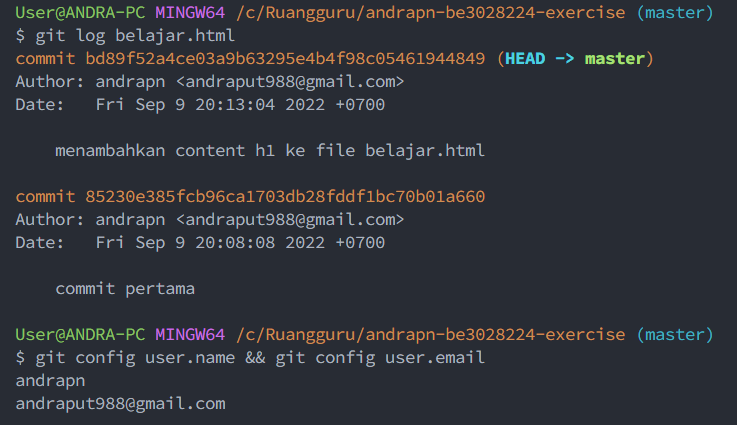 User@ANDRA-PC MINGW64 /c/Ruangguru/andrapn-be3028224-exercise (master)
$ git log belajar.html
commit bd89f52a4ce03a9b63295e4b4f98c05461944849 (HEAD -> master)
Author: andrapn <andraput988@gmail.com>
Date:   Fri Sep 9 20:13:04 2022 +0700

    menambahkan content h1 ke file belajar.html

commit 85230e385fcb96ca1703db28fddf1bc70b01a660
Author: andrapn <andraput988@gmail.com>
Date:   Fri Sep 9 20:08:08 2022 +0700

    commit pertama

User@ANDRA-PC MINGW64 /c/Ruangguru/andrapn-be3028224-exercise (master)
$ git config user.name && git config user.email
andrapn
andraput988@gmail.com